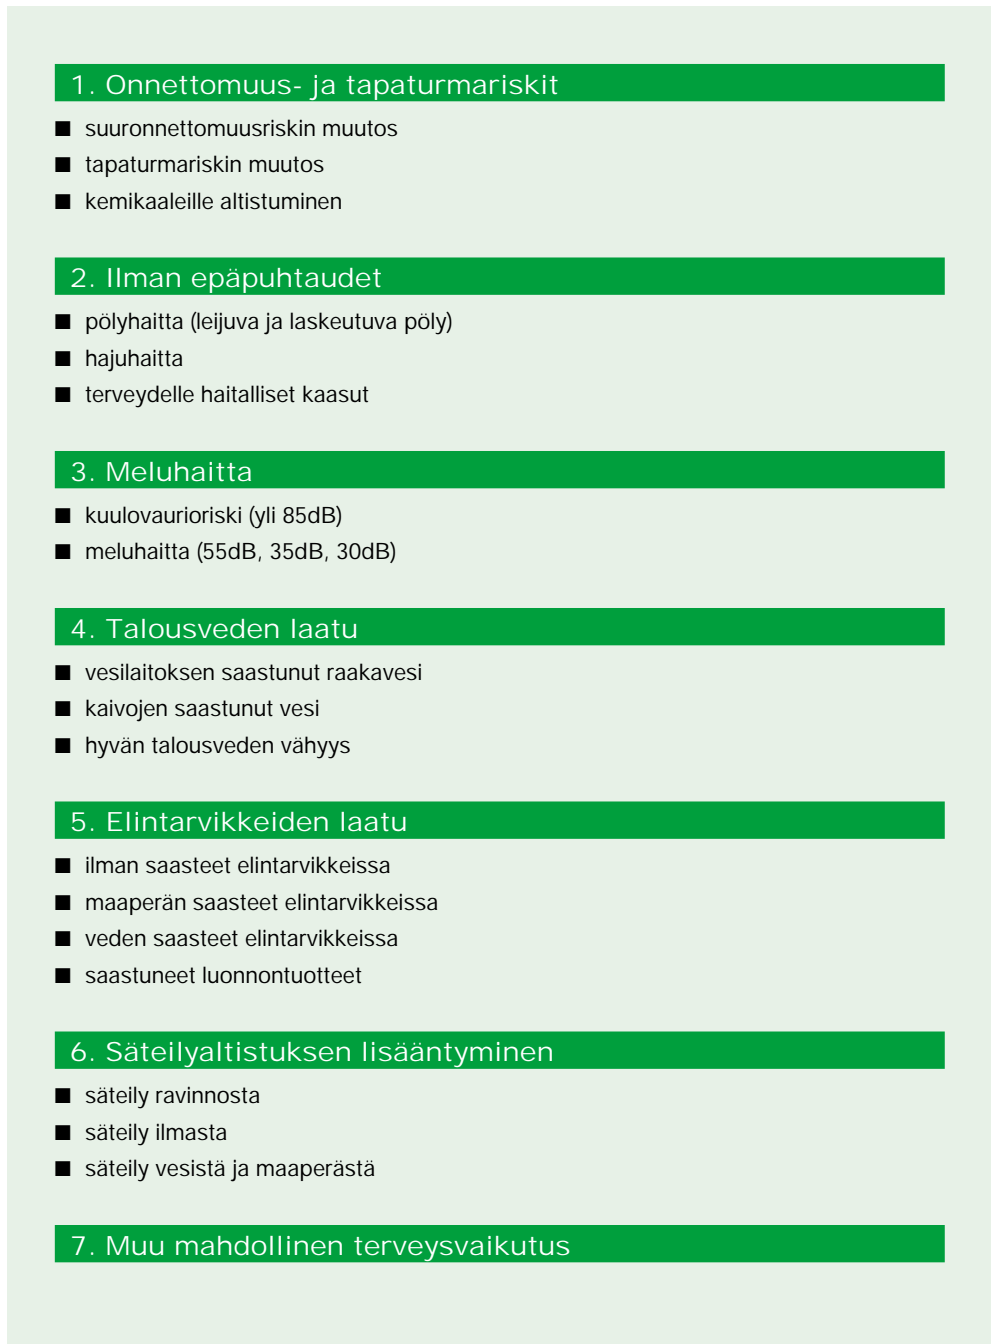 1. Onnettomuus- ja tapaturmariskit
■ suuronnettomuusriskin muutos
■ tapaturmariskin muutos
■ kemikaaleille altistuminen
2. Ilman epäpuhtaudet
■ pölyhaitta (leijuva ja laskeutuva pöly)
■ hajuhaitta
■ terveydelle haitalliset kaasut
3. Meluhaitta
■ kuulovaurioriski (yli 85dB)
■ meluhaitta (55dB, 35dB, 30dB)
4. Talousveden laatu
■ vesilaitoksen saastunut raakavesi
■ kaivojen saastunut vesi
■ hyvän talousveden vähyys
5. Elintarvikkeiden laatu
■ ilman saasteet elintarvikkeissa
■ maaperän saasteet elintarvikkeissa
■ veden saasteet elintarvikkeissa
■ saastuneet luonnontuotteet
6. Säteilyaltistuksen lisääntyminen
■ säteily ravinnosta
■ säteily ilmasta
■ säteily vesistä ja maaperästä
7. Muu mahdollinen terveysvaikutus